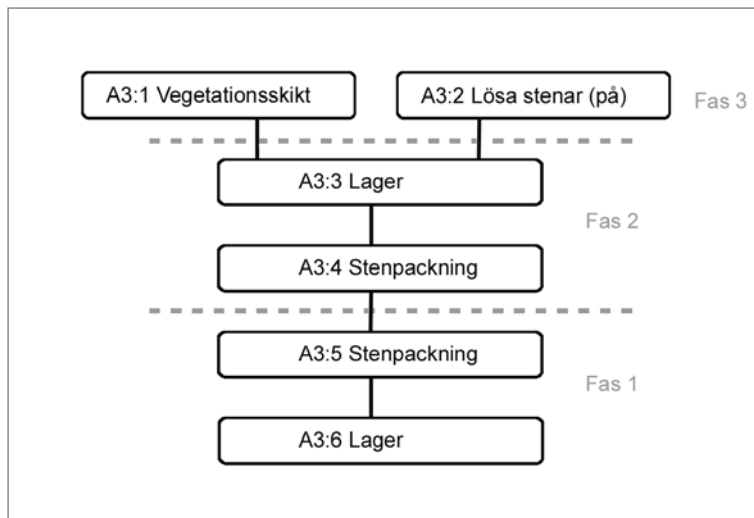 A3:1 Vegetationsskikt
A3:2 Lösa stenar (på)
Fas 3
A3:3 Lager
Fas 2
A3:4 Stenpackning
A3:5 Stenpackning
Fas 1
A3:6 Lager